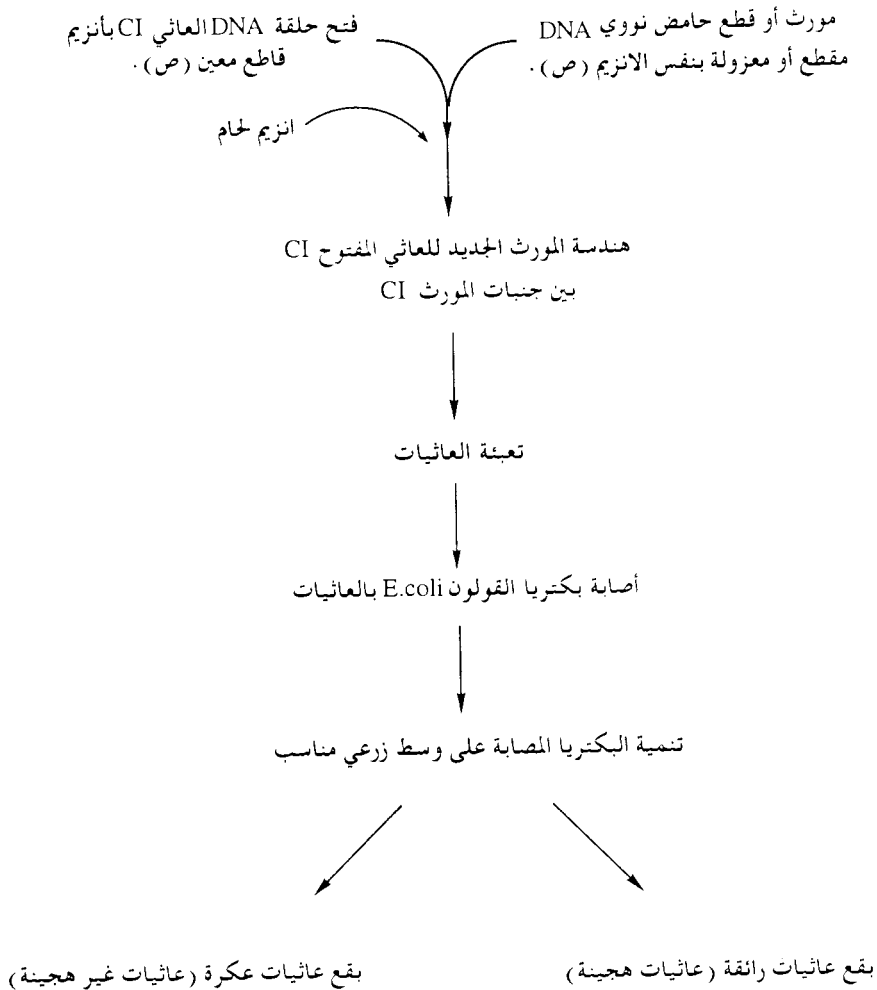 مورث أو قطع حامض نووي DNA
مقطع أو معزولة بنفس الانزيم (ص).
فتح حلقة DNA العاثي CI بأنزيم
قاطع معين (ص).
انزيم لحام
هندسة المورث الجديد للعاثي المفتوح CI
بين جنبات المورث CI
تعبئة العاثيات
أصابة بكتريا القولون E.coli بالعاثيات
تنمية البكتريا المصابة على وسط زرعي مناسب
بقع عاثيات رائقة (عاثيات هجينة)
بقع عاثيات عكرة (عاثيات غير هجينة)